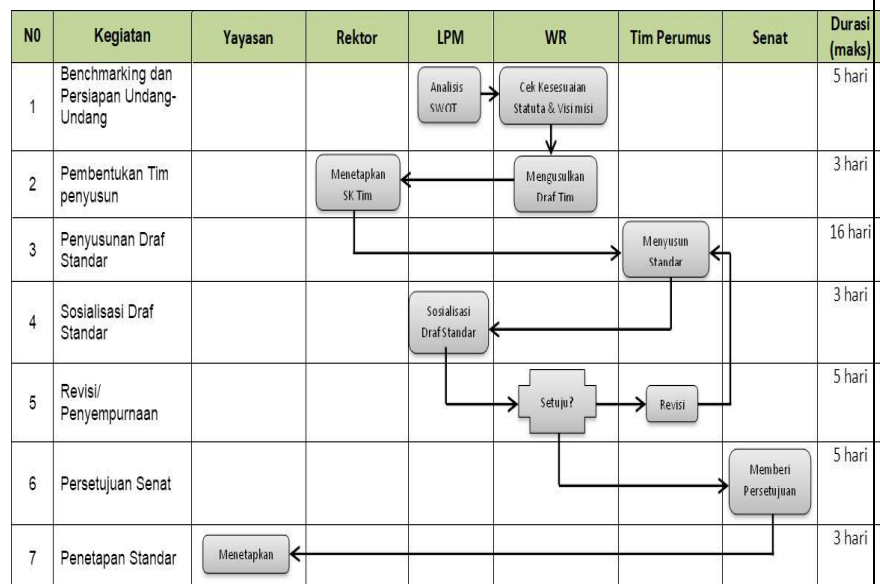 N0 Kegiatan Yayasan Rektor LPM WR Tim Perumus Senat Durasi
(maks)
1
Benchmarking dan
Persiapan Undang-
Undang
Analisis
SWOT
Cek Kesesuaian
Statuta & Visi misi
5 hari
2
Pembentukan Tim
penyusun
Menetapkan
SK Tim
Mengusulkan
Draf Tim
3 hari
3
Penyusunan Draf
Standar
Menyusun
Standar
16 hari
4
Sosialisasi Draf
Standar
Sosialisasi
Draf Standar
3 hari
5
Revisi/
Penyempurnaan
Setuju?
Revisi
5 hari
6
Persetujuan Senat
Memberi
Persetujuan
5 hari
7
Penetapan Standar
Menetapkan
3 hari